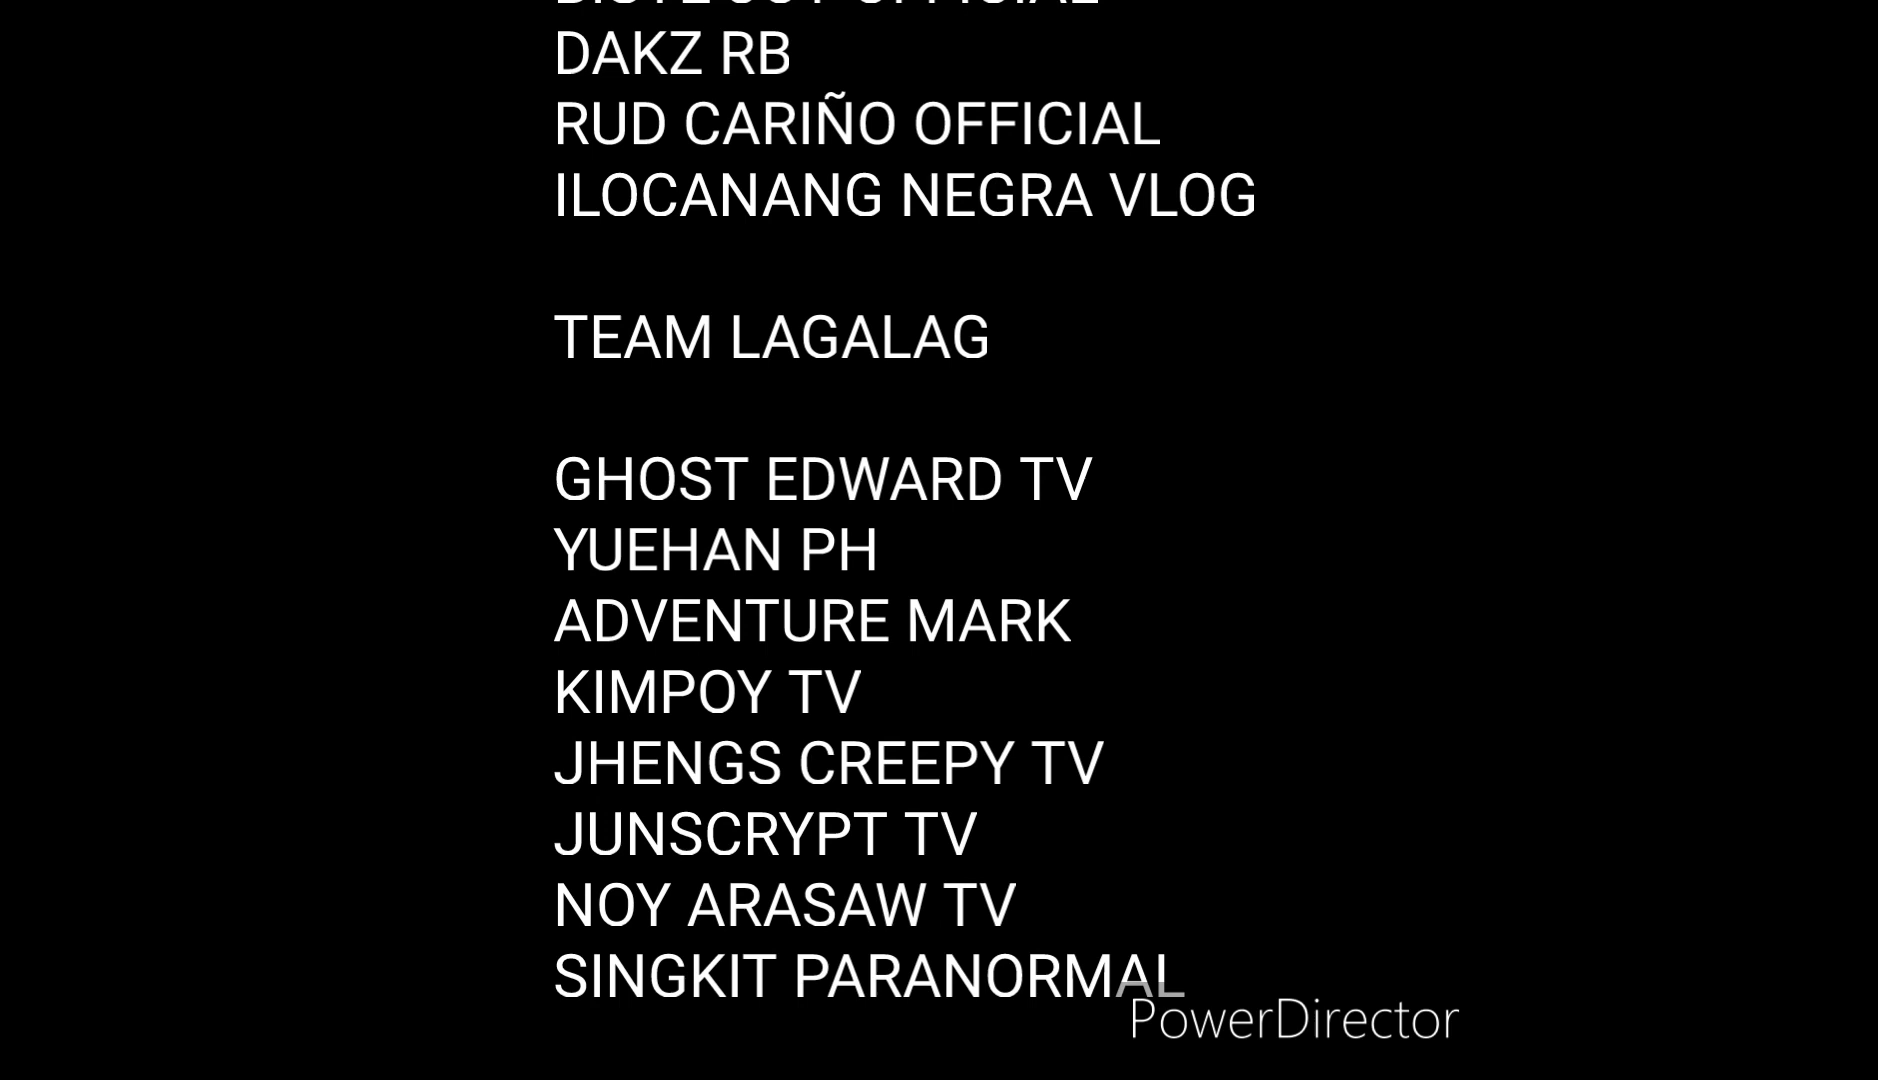 DAKZ RB
RUD CARIÑO OFFICIAL
ILOCANANG NEGRA VLOG
TEAM LAGALAG
GHOST EDWARD TV
YUEHAN PH
ADVENTURE MARK
KIMPOY TV
JHENGS CREEPY TV
JUNSCRYPT TV
NOY ARASAW TV
SINGKIT PARANORMAL
PowerDirector